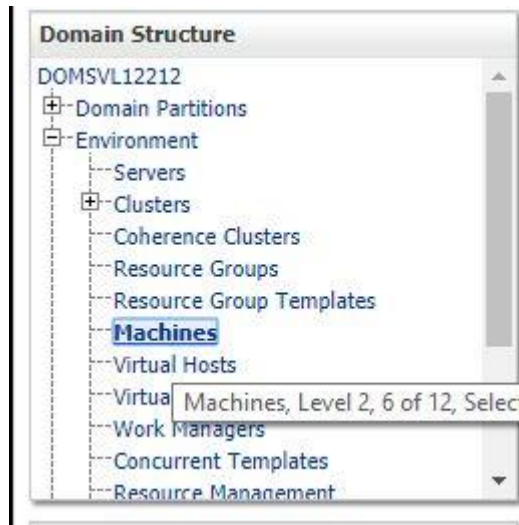 Domain Structure
DOMSVL12212
Domain Partitions
Environment
Servers
Clusters
Coherence Clusters
Resource Groups
Resource Group Templates
Machines
Virtual Hosts
Virtua
Machines, Level 2, 6 of 12, Selec
Work Managers
Concurrent Templates
Resource Management